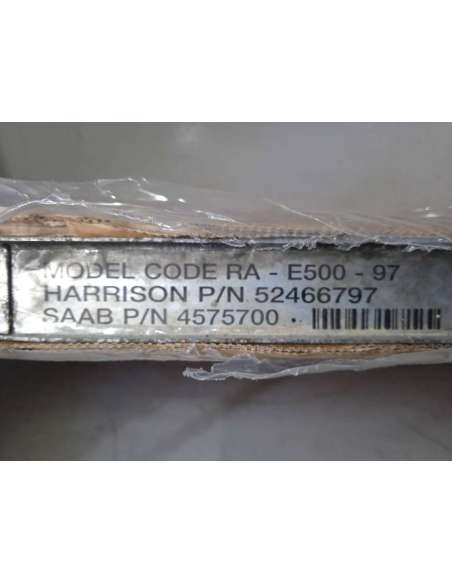 MODEL CODE RA - E500 - 97
HARRISON P/N 52466797
SAAB P/N 4575700 ·